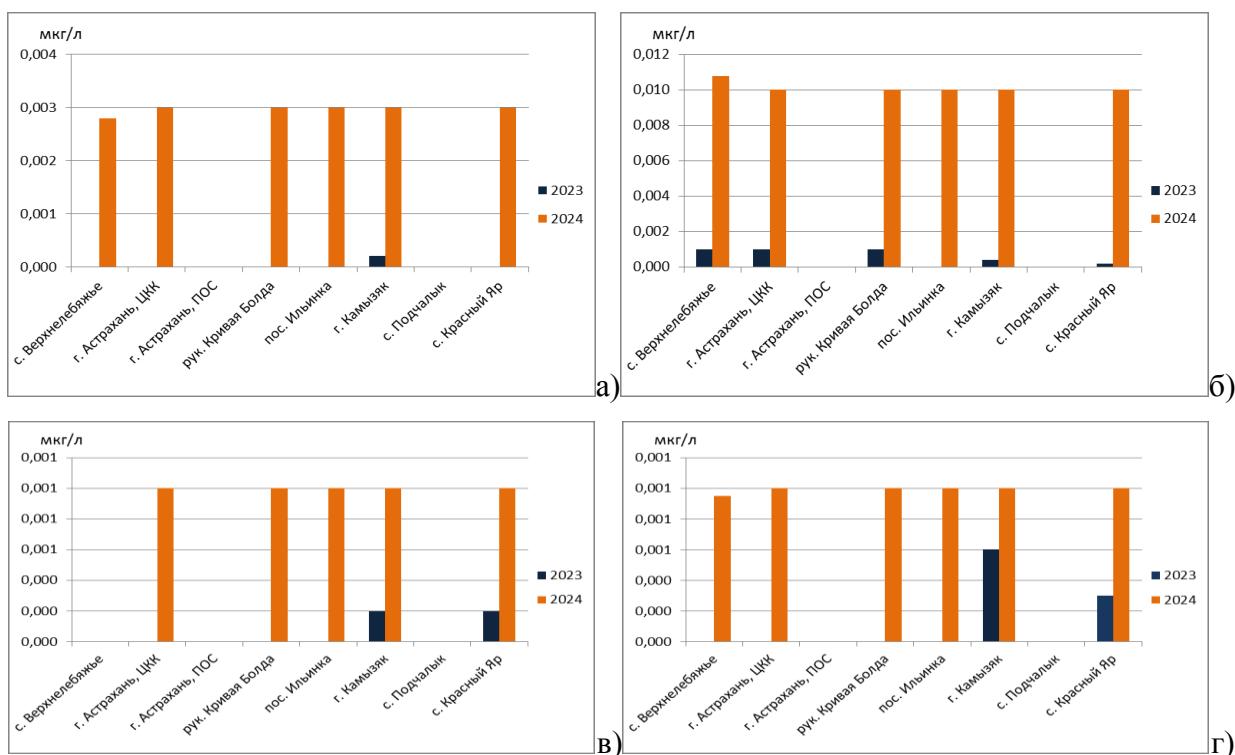 мкг/л
0,004
0,003
0,002
0,001
0,000
с. Верхнелебяжье
г. Астрахань, ЦКК
г. Астрахань, ПОС
рук. Кривая Болда
пос. Ильинка
г. Камызяк
с. Подчалык
с. Красный Яр
2023
2024
а)
мкг/л
0,012
0,010
0,008
0,006
0,004
0,002
0,000
с. Верхнелебяжье
г. Астрахань, ЦКК
г. Астрахань, ПОС
рук. Кривая Болда
пос. Ильинка
г. Камызяк
с. Подчалык
с. Красный Яр
2023
2024
б)
мкг/л
0,001
0,001
0,001
0,001
0,000
0,000
0,000
с. Верхнелебяжье
г. Астрахань, ЦКК
г. Астрахань, ПОС
рук. Кривая Болда
пос. Ильинка
г. Камызяк
с. Подчалык
с. Красный Яр
2023
2024
в)
мкг/л
0,001
0,001
0,001
0,001
0,000
0,000
0,000
с. Верхнелебяжье
г. Астрахань, ЦКК
г. Астрахань, ПОС
рук. Кривая Болда
пос. Ильинка
г. Камызяк
с. Подчалык
с. Красный Яр
2023
2024
г)